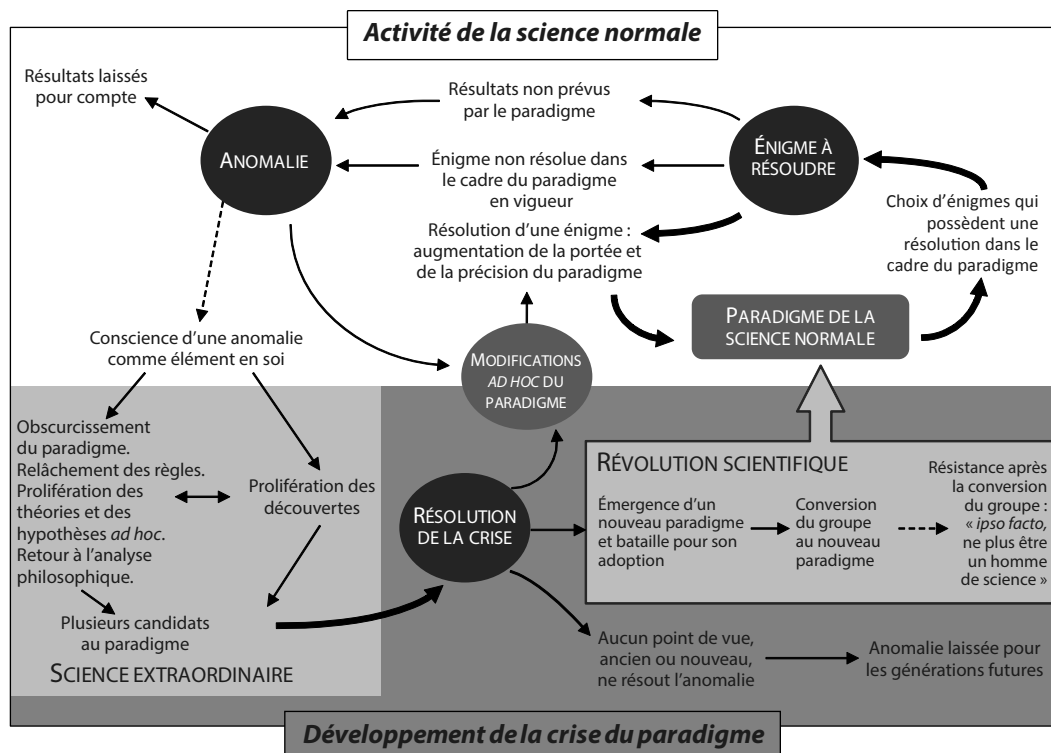 Activité de la science normale
Résultats laissés
pour compte
ANOMALIE
Résultats non prévus
par le paradigme
Énigme non résolue dans
le cadre du paradigme
en vigueur
ÉNIGME À
RÉSOUDRE
Résolution d'une énigme :
augmentation de la portée et
de la précision du paradigme
Choix d'énigmes qui
possèdent une
résolution dans le
cadre du paradigme
PARADIGME DE LA
SCIENCE NORMALE
Conscience d'une anomalie
comme élément en soi
MODIFICATIONS
AD HOC DU
PARADIGME
Obscurcissement
du paradigme.
Relâchement des règles.
Prolifération des
théories et des
hypothèses ad hoc.
Retour à l'analyse
philosophique.
Prolifération des
découvertes
Plusieurs candidats
au paradigme
SCIENCE EXTRAORDINAIRE
RÉSOLUTION
DE LA CRISE
RÉVOLUTION SCIENTIFIQUE
Émergence d'un
nouveau paradigme
et bataille pour son
adoption
Conversion
du groupe
au nouveau
paradigme
Résistance après
la conversion
du groupe :
« ipso facto,
ne plus être
un homme
de science »
Aucun point de vue,
ancien ou nouveau,
ne résout l'anomalie
Anomalie laissée pour
les générations futures
Développement de la crise du paradigme